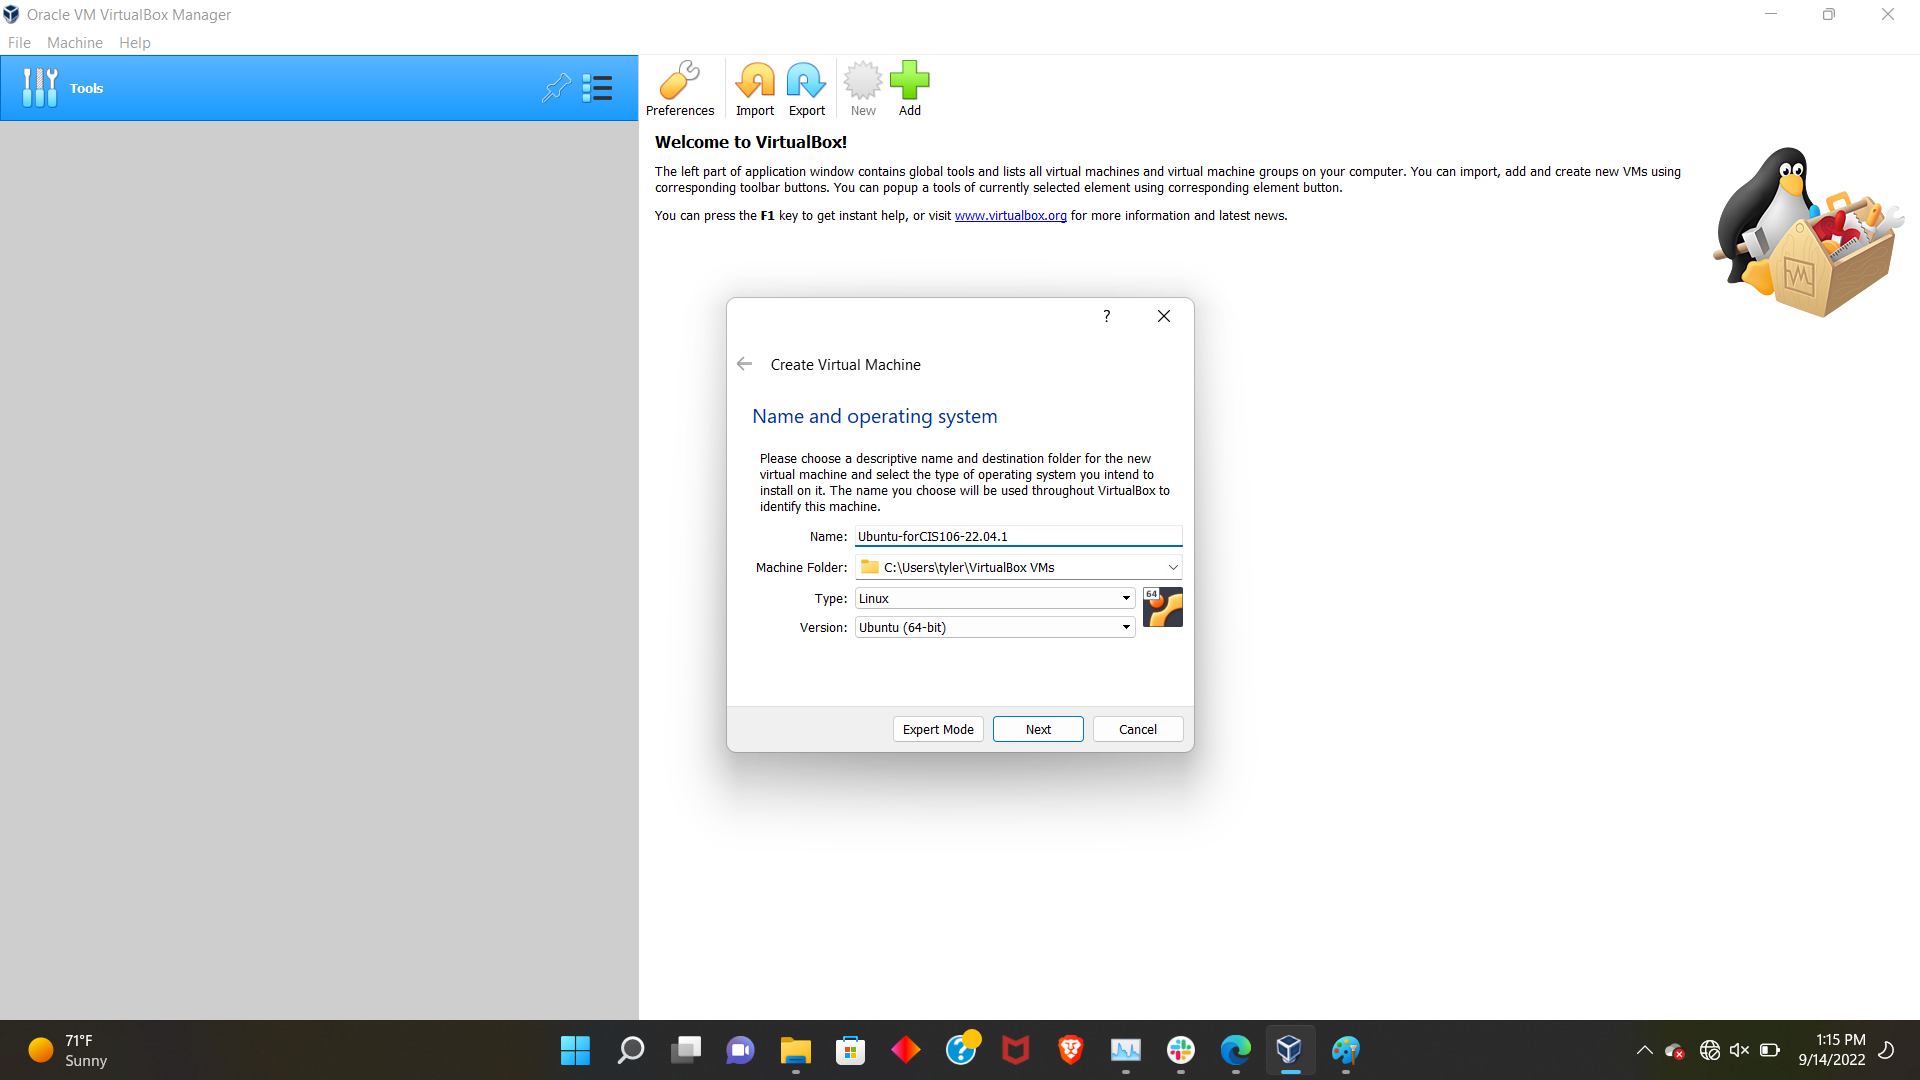 Oracle VM VirtualBox Manager
File Machine Help
Tools
Preferences Import Export New Add
Welcome to VirtualBox!
The left part of application window contains global tools and lists all virtual machines and virtual machine groups on your computer. You can import, add and create new VMs using
corresponding toolbar buttons. You can popup a tools of currently selected element using corresponding element button.
You can press the F1 key to get instant help, or visit www.virtualbox.org for more information and latest news.
?
Create Virtual Machine
Name and operating system
Please choose a descriptive name and destination folder for the new
virtual machine and select the type of operating system you intend to
install on it. The name you choose will be used throughout VirtualBox to
identify this machine.
Name: Ubuntu-forCIS106-22.04.1
Machine Folder: C:\Users\tyler\VirtualBox VMs
Type: Linux
64
Version: Ubuntu (64-bit)
Expert Mode Next Cancel
71°F
Sunny
1:15 PM
9/14/2022